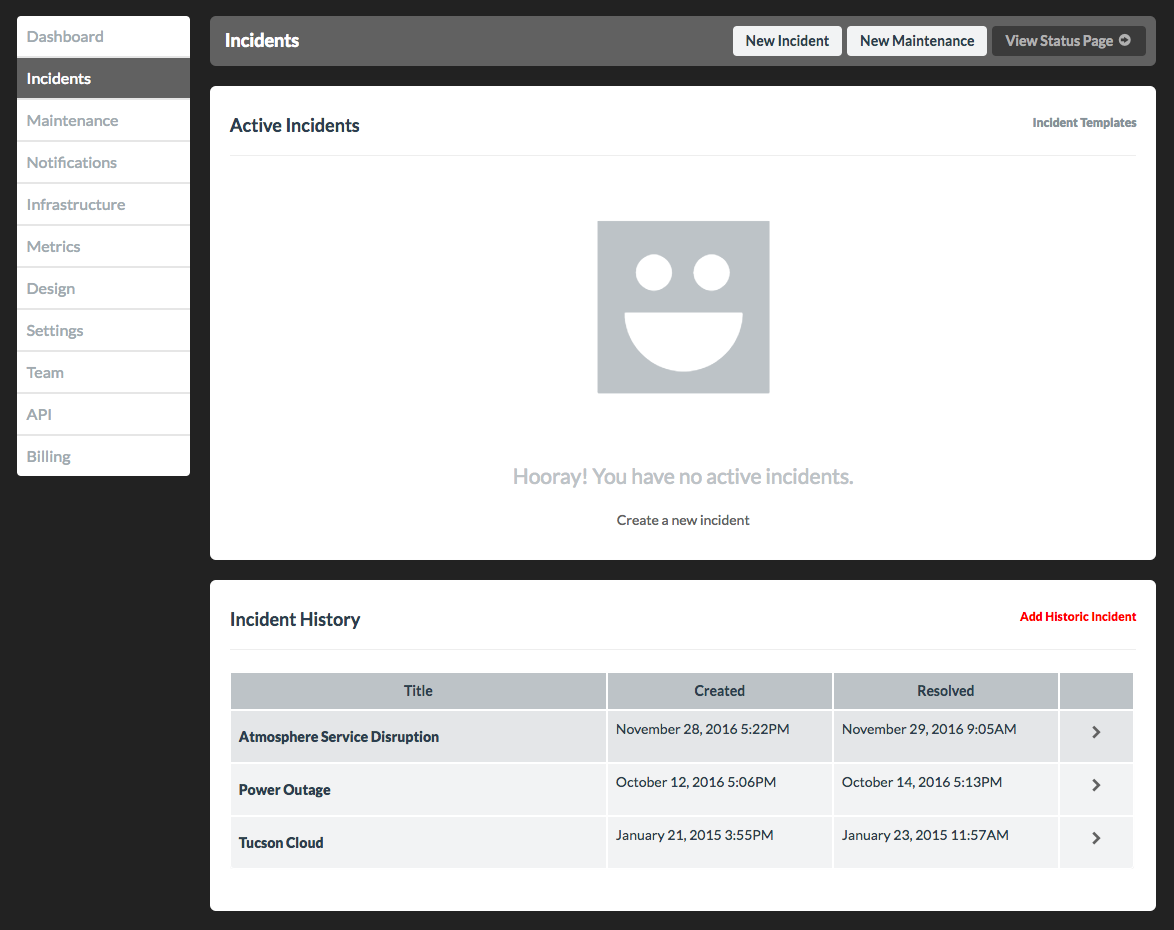 Dashboard
Incidents
Maintenance
Notifications
Infrastructure
Metrics
Design
Settings
Team
API
Billing
Incidents
New Incident
New Maintenance
View Status Page
Active Incidents
Incident Templates
Hooray! You have no active incidents.
Create a new incident
Incident History
Add Historic Incident
Title Created Resolved
Atmosphere Service Disruption November 28, 2016 5:22PM November 29, 2016 9:05AM
Power Outage October 12, 2016 5:06PM October 14, 2016 5:13PM
Tucson Cloud January 21, 2015 3:55PM January 23, 2015 11:57AM